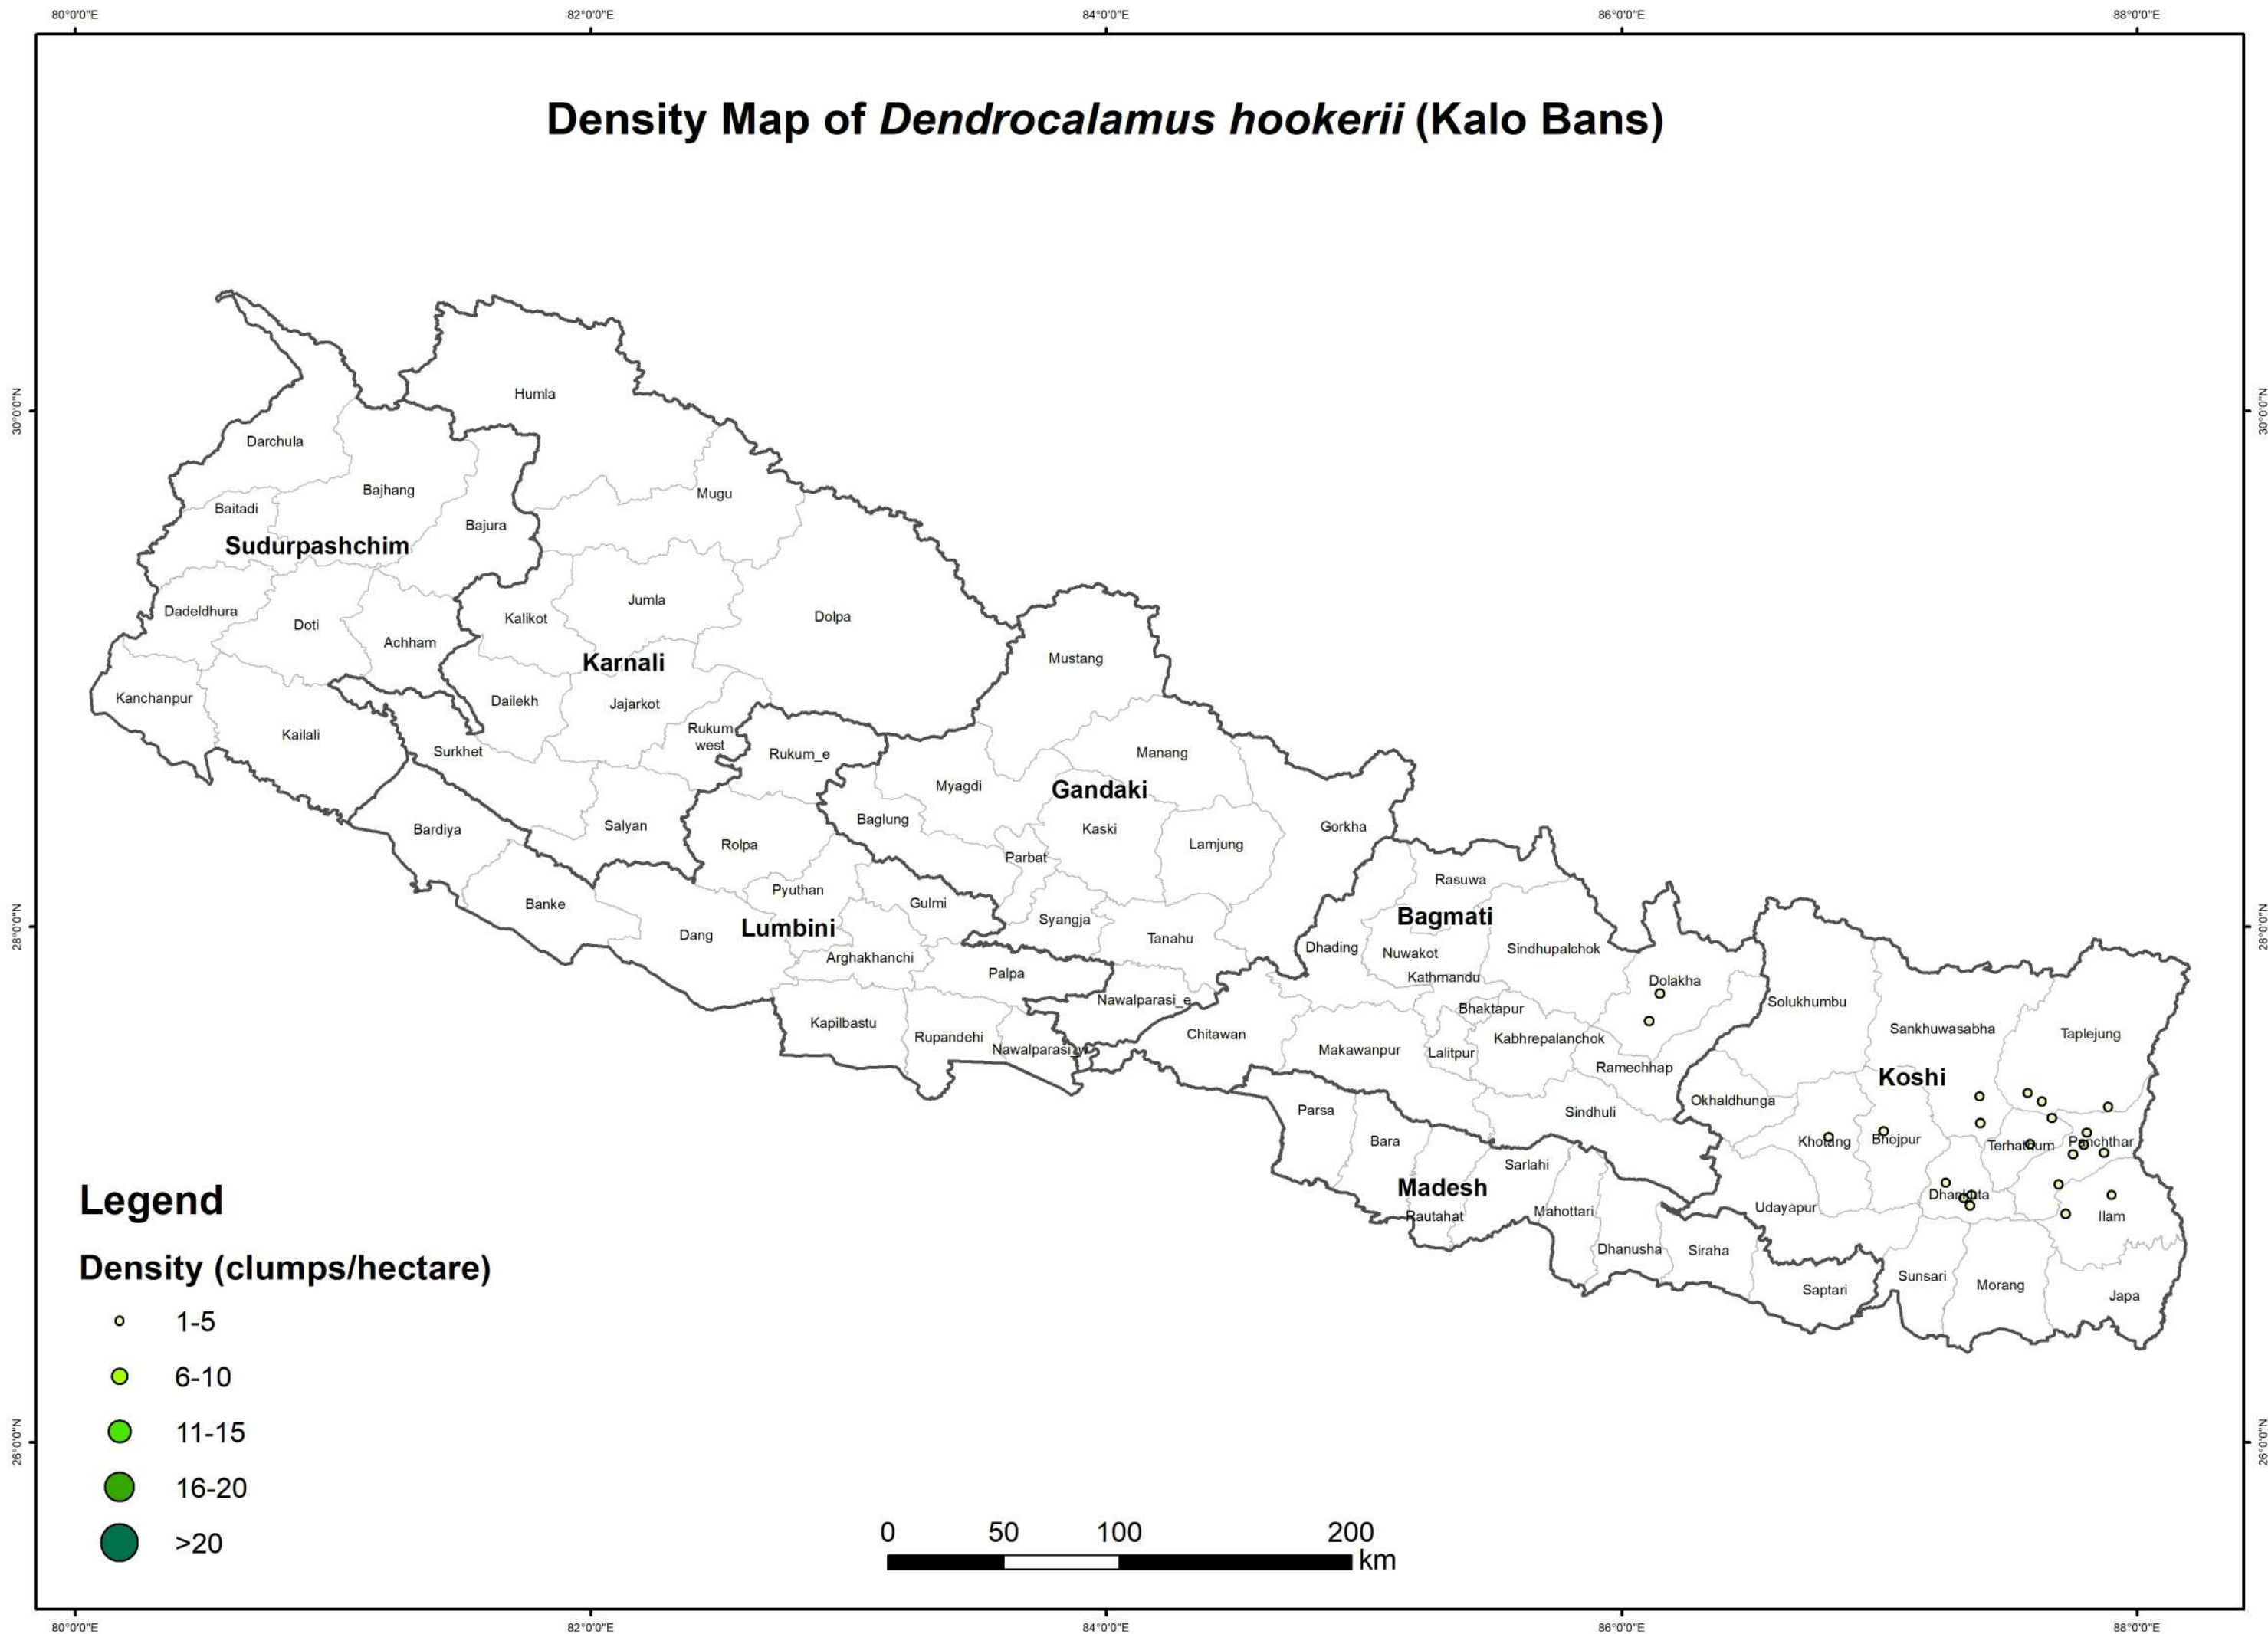 80°0'0"E 82°0'0"E 84°0'0"E 86°0'0"E 88°0'0"E
Density Map of Dendrocalamus hookerii (Kalo Bans)
30°0'0"N 30°0'0"N
28°0'0"N 28°0'0"N
26°0'0"N 26°0'0"N
Humla
Darchula
Bajhang
Mugu
Baitadi
Bajura
Sudurpashchim
Jumla
Dadeldhura
Doti
Kalikot
Dolpa
Achham
Karnali
Mustang
Kanchanpur
Dailekh
Jajarkot
Kailali
Rukum
west
Surkhet
Rukum_e
Manang
Myagdi
Gandaki
Baglung
Salyan
Bardiya
Kaski
Gorkha
Rolpa
Lamjung
Parbat
Rasuwa
Pyuthan
Banke
Gulmi
Bagmati
Syangja
Lumbini
Dang
Tanahu
Dhading
Sindhupalchok
Nuwakot
Arghakhanchi
Palpa
Kathmandu
Dolakha
Nawalparasi_e
Solukhumbu
Bhaktapur
Kapilbastu
Sankhuwasabha
Rupandehi
Chitawan
Taplejung
Kabhrepalanchok
Nawalparasi_w
Makawanpur
Lalitpur
Ramechhap
Koshi
Okhaldhunga
Parsa
Sindhuli
Bara
Khotang
Bhojpur
Terhathum
Panchthar
Sarlahi
Madesh
Dhankuta
Udayapur
Mahottari
Rautahat
Ilam
Dhanusha
Siraha
Sunsari
Morang
Saptari
Japa
Legend
Density (clumps/hectare)
1-5
6-10
11-15
16-20
>20
0 50 100 200
km
80°0'0"E 82°0'0"E 84°0'0"E 86°0'0"E 88°0'0"E